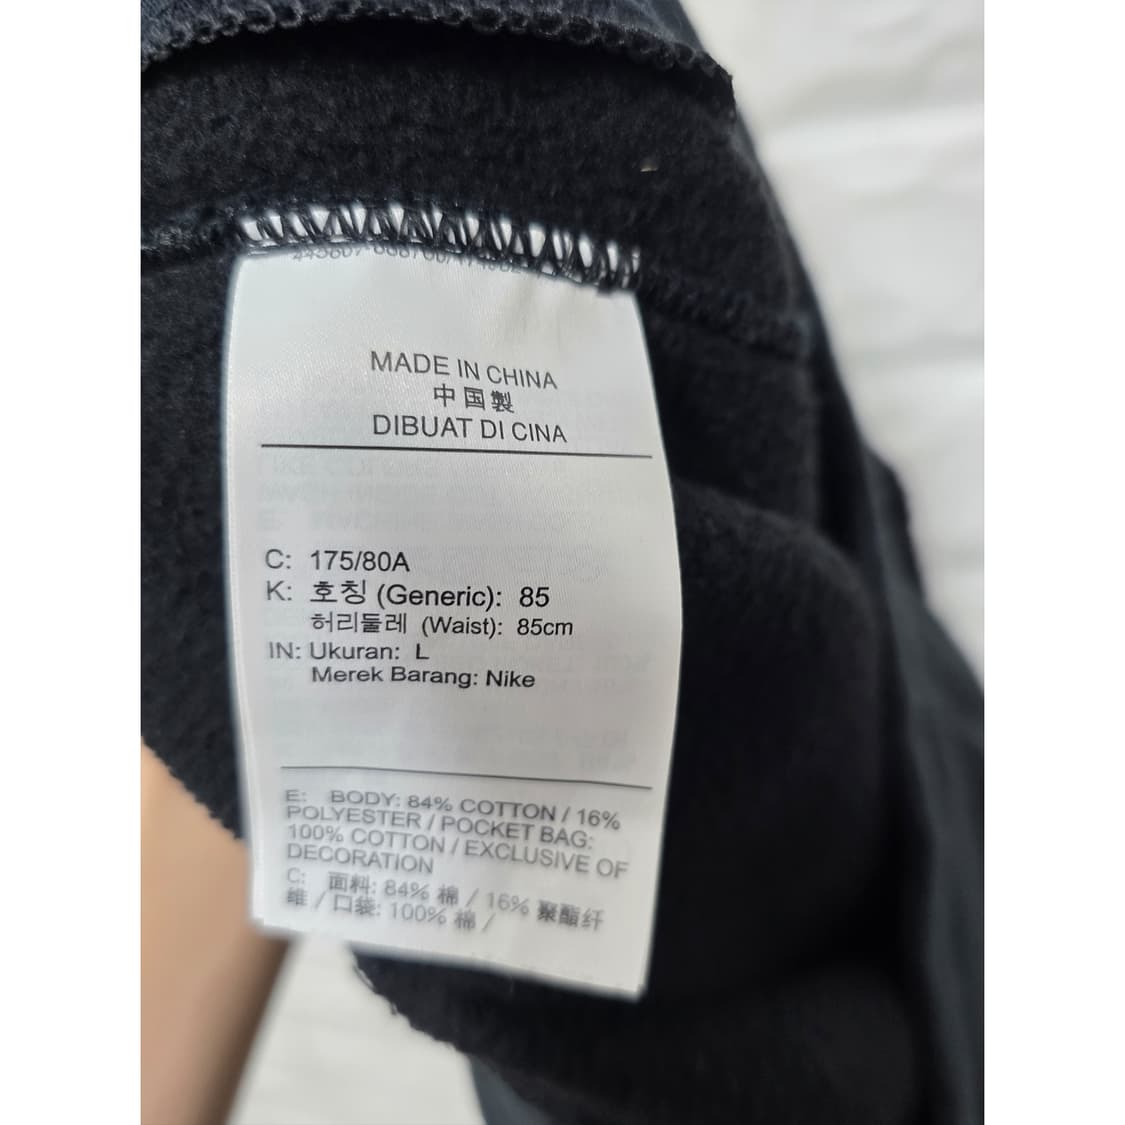 MADE IN CHINA
中国製
DIBUAT DI CINA
C: 175/80A
K: 호칭 (Generic): 85
허리둘레 (Waist): 85cm
IN: Ukuran: L
Merek Barang: Nike
E: BODY: 84% COTTON / 16%
POLYESTER / POCKET BAG:
100% COTTON / EXCLUSIVE OF
DECORATION
C: 面料: 84% 棉 / 16% 聚酯纤
维 / 口袋: 100% 棉 /